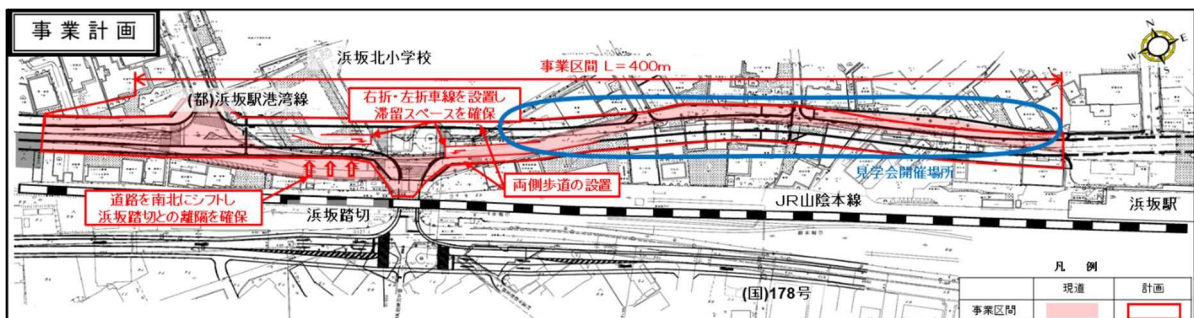 事業計画
浜坂北小学校
事業区間 L=400m
N
E
W
S
(都)浜坂駅港湾線
右折・左折車線を設置し
滞留スペースを確保
両側歩道の設置
見学会開催場所
道路を南北にシフトし
浜坂踏切との離隔を確保
浜坂踏切
JR山陰本線
浜坂駅
(国)178号
凡 例
現道
計画
事業区間